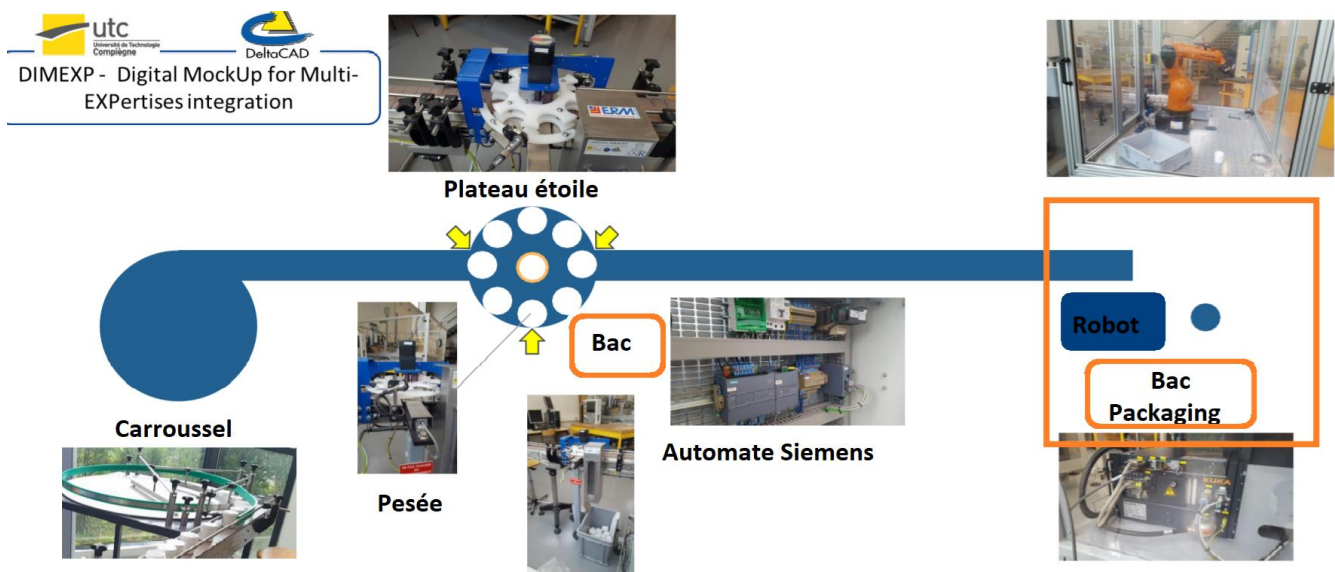 utc
Université de Technologie
Compiègne
DeltaCAD
DIMEXP - Digital MockUp for Multi-
EXPertises integration
ERM
Plateau étoile
Robot
Bac
Bac
Packaging
Carroussel
Automate Siemens
Pesée
KUKA